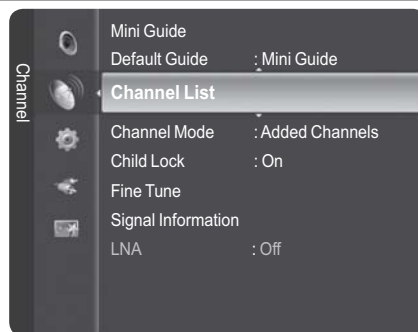 Channel
Mini Guide
Default Guide : Mini Guide
Channel List
Channel Mode : Added Channels
Child Lock : On
Fine Tune
Signal Information
LNA : Off